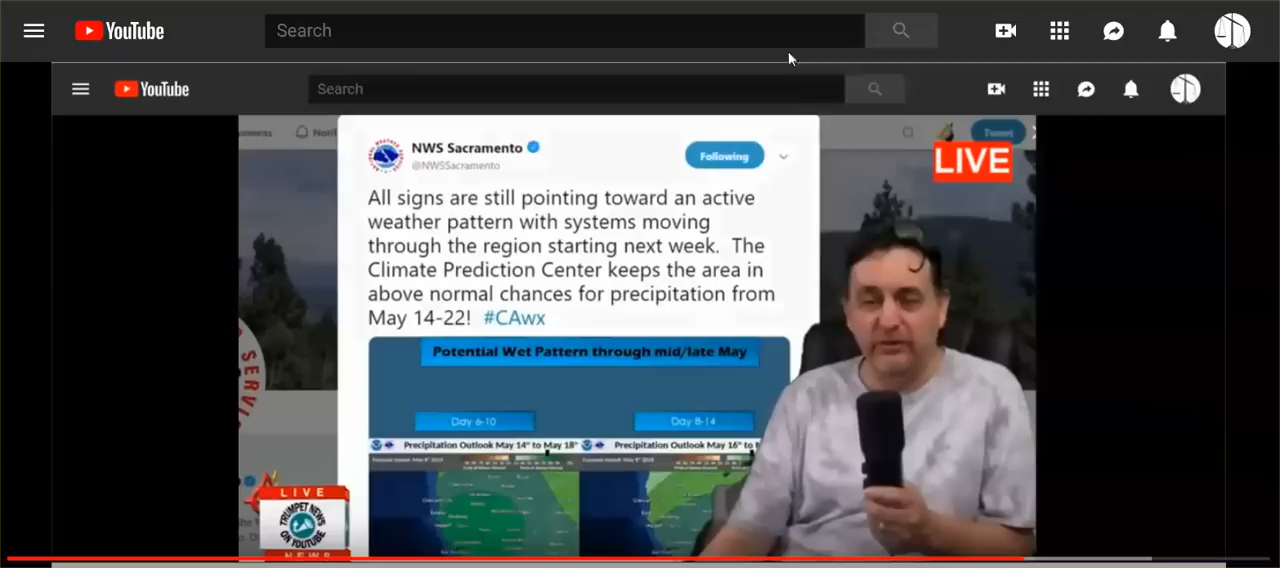 YouTube
Search
YouTube
Search
Notif
Tweet
NWS Sacramento
Following
@NWSSacramento
LIVE
All signs are still pointing toward an active
weather pattern with systems moving
through the region starting next week. The
Climate Prediction Center keeps the area in
above normal chances for precipitation from
May 14-22! #CAwx
Potential Wet Pattern through mid/late May
Day 6-10
Day 8-14
Precipitation Outlook May 14th to May 18th
Precipitation Outlook May 16th to
LIVE
TRUMPET NEWS
ON YOUTUBE
NEWS